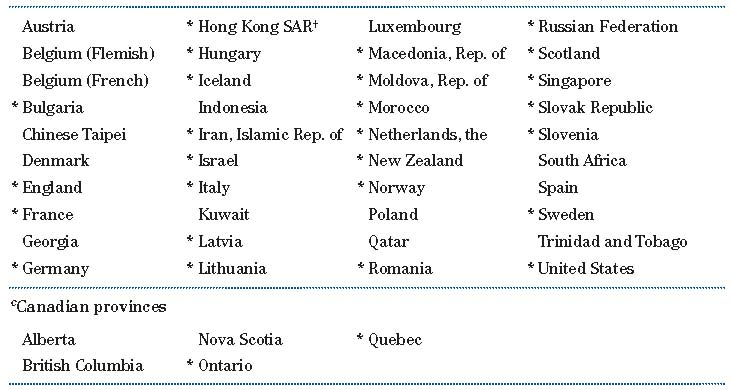 Austria * Hong Kong SAR† Luxembourg * Russian Federation
Belgium (Flemish) * Hungary * Macedonia, Rep. of * Scotland
Belgium (French) * Iceland * Moldova, Rep. of * Singapore
* Bulgaria Indonesia * Morocco * Slovak Republic
Chinese Taipei * Iran, Islamic Rep. of * Netherlands, the * Slovenia
Denmark * Israel * New Zealand South Africa
* England * Italy * Norway Spain
* France Kuwait Poland * Sweden
Georgia * Latvia Qatar Trinidad and Tobago
* Germany * Lithuania * Romania * United States
cCanadian provinces
Alberta Nova Scotia * Quebec
British Columbia * Ontario